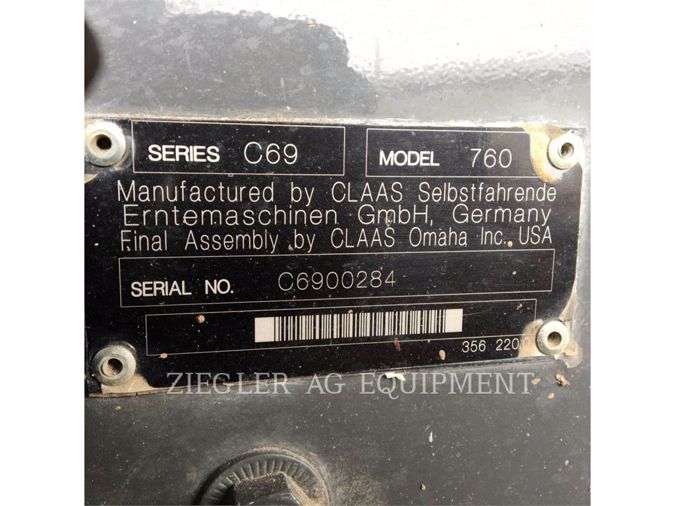 SERIES C69 MODEL 760
Manufactured by CLAAS Selbstfahrende
Erntemaschinen GmbH, Germany
Final Assembly by CLAAS Omaha Inc. USA
SERIAL NO. C6900284
356 220.0
ZIEGLER AG EQUIPMENT